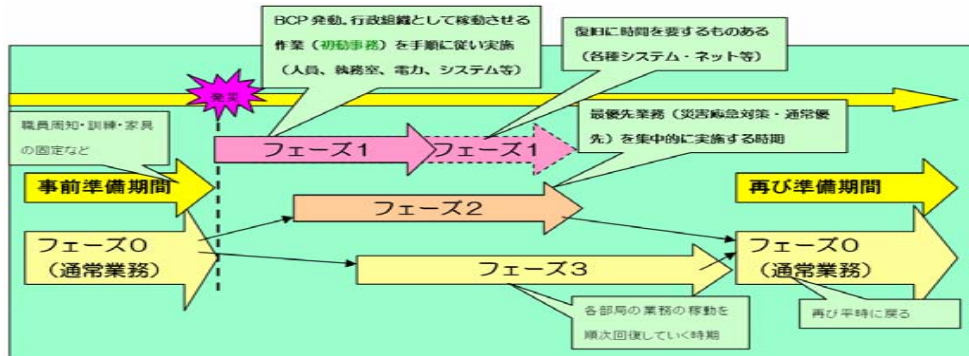 BCP発動。行政組織として稼動させる
作業（初動事務）を手順に従い実施
（人員、執務室、電力、システム等）
復旧に時間を要するものある
（各種システム・ネット等）
発災
職員周知・訓練・家具
の固定など
最優先業務（災害応急対策・通常優
先）を集中的に実施する時期
フェーズ1
フェーズ1
事前準備期間
再び準備期間
フェーズ2
フェーズ0
（通常業務）
フェーズ3
フェーズ0
（通常業務）
各部局の業務の稼動を
順次回復していく時期
再び平時に戻る